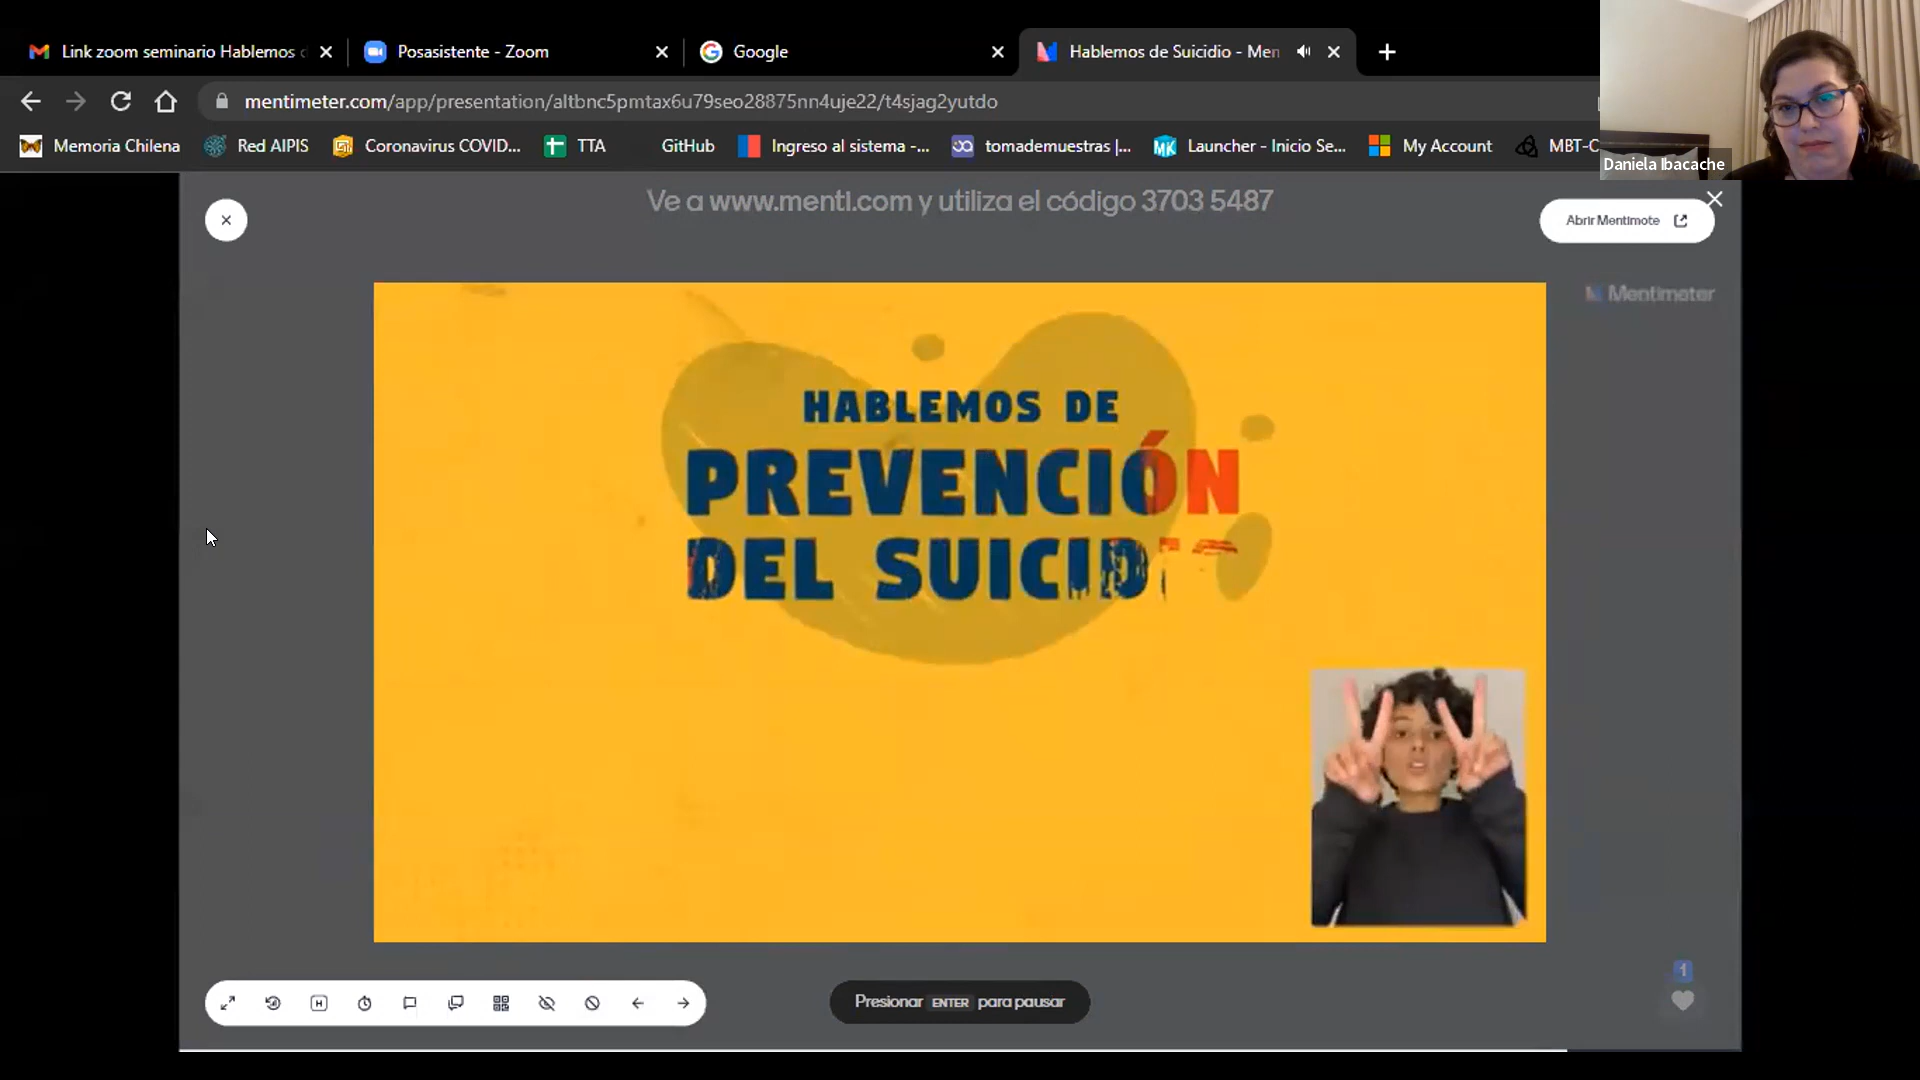 Link zoom seminario Hablemos d
Posasistente - Zoom
Google
Hablemos de Suicidio - Men
mentimeter.com/app/presentation/altbnc5pmtax6u79seo28875nn4uje22/t4sjag2yutdo
Memoria Chilena
Red AIPIS
Coronavirus COVID...
TTA
GitHub
Ingreso al sistema -...
tomademuestras |...
Launcher - Inicio Se...
My Account
MBT-C
Daniela Ibacache
Ve a www.menti.com y utiliza el código 3703 5487
Abrir Mentimote
Mentimeter
HABLEMOS DE
PREVENCIÓN
DEL SUICIDIO
Presionar ENTER para pausar
1